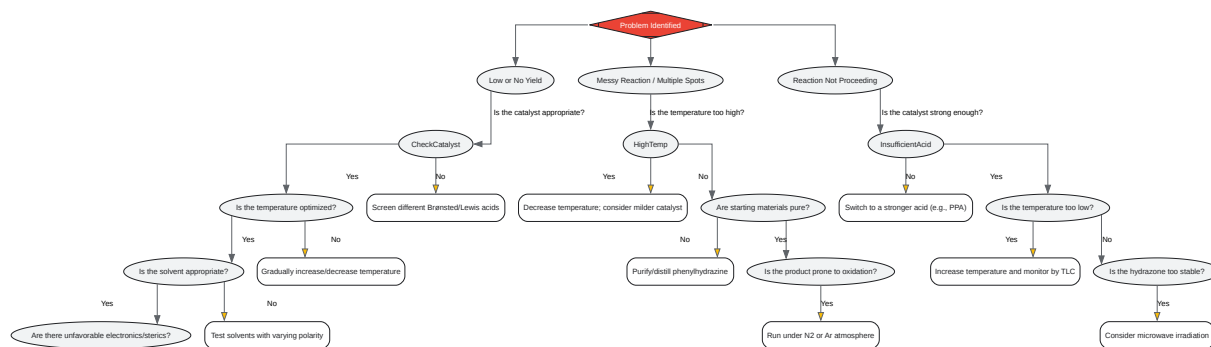 Problem Identified
Low or No Yield
Messy Reaction / Multiple Spots
Reaction Not Proceeding
Is the catalyst appropriate?
Is the temperature too high?
Is the catalyst strong enough?
CheckCatalyst
HighTemp
InsufficientAcid
Yes
No
Yes
No
No
Yes
Is the temperature optimized?
Screen different Brønsted/Lewis acids
Decrease temperature; consider milder catalyst
Are starting materials pure?
Switch to a stronger acid (e.g., PPA)
Is the temperature too low?
Yes
No
No
Yes
Yes
No
Is the solvent appropriate?
Gradually increase/decrease temperature
Purify/distill phenylhydrazine
Is the product prone to oxidation?
Increase temperature and monitor by TLC
Is the hydrazone too stable?
Yes
No
Yes
Yes
Are there unfavorable electronics/sterics?
Test solvents with varying polarity
Run under N2 or Ar atmosphere
Consider microwave irradiation